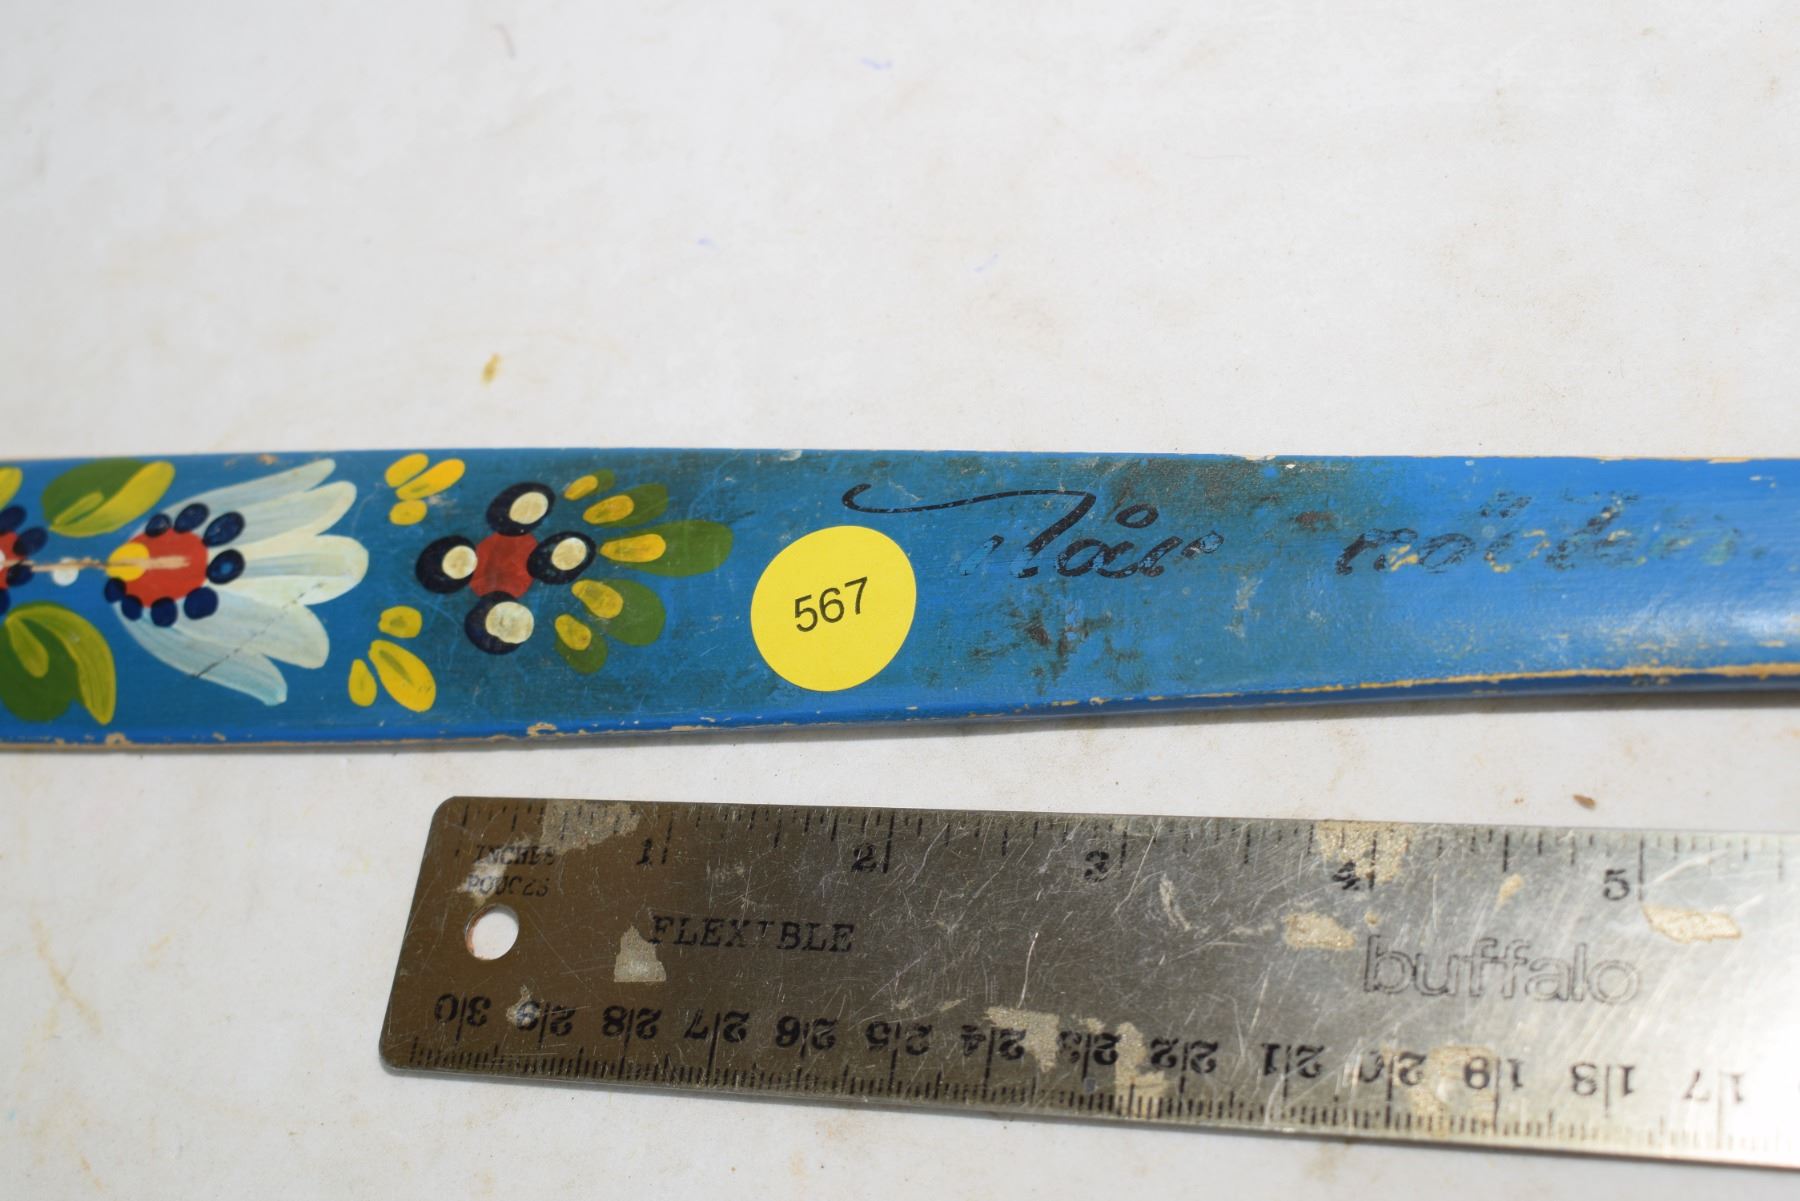 När
567
INCHES 1 2 3 4 5
POUCES
FLEXIBLE
buffalo
30 29 28 27 26 25 24 23 22 21 20 19 18 17